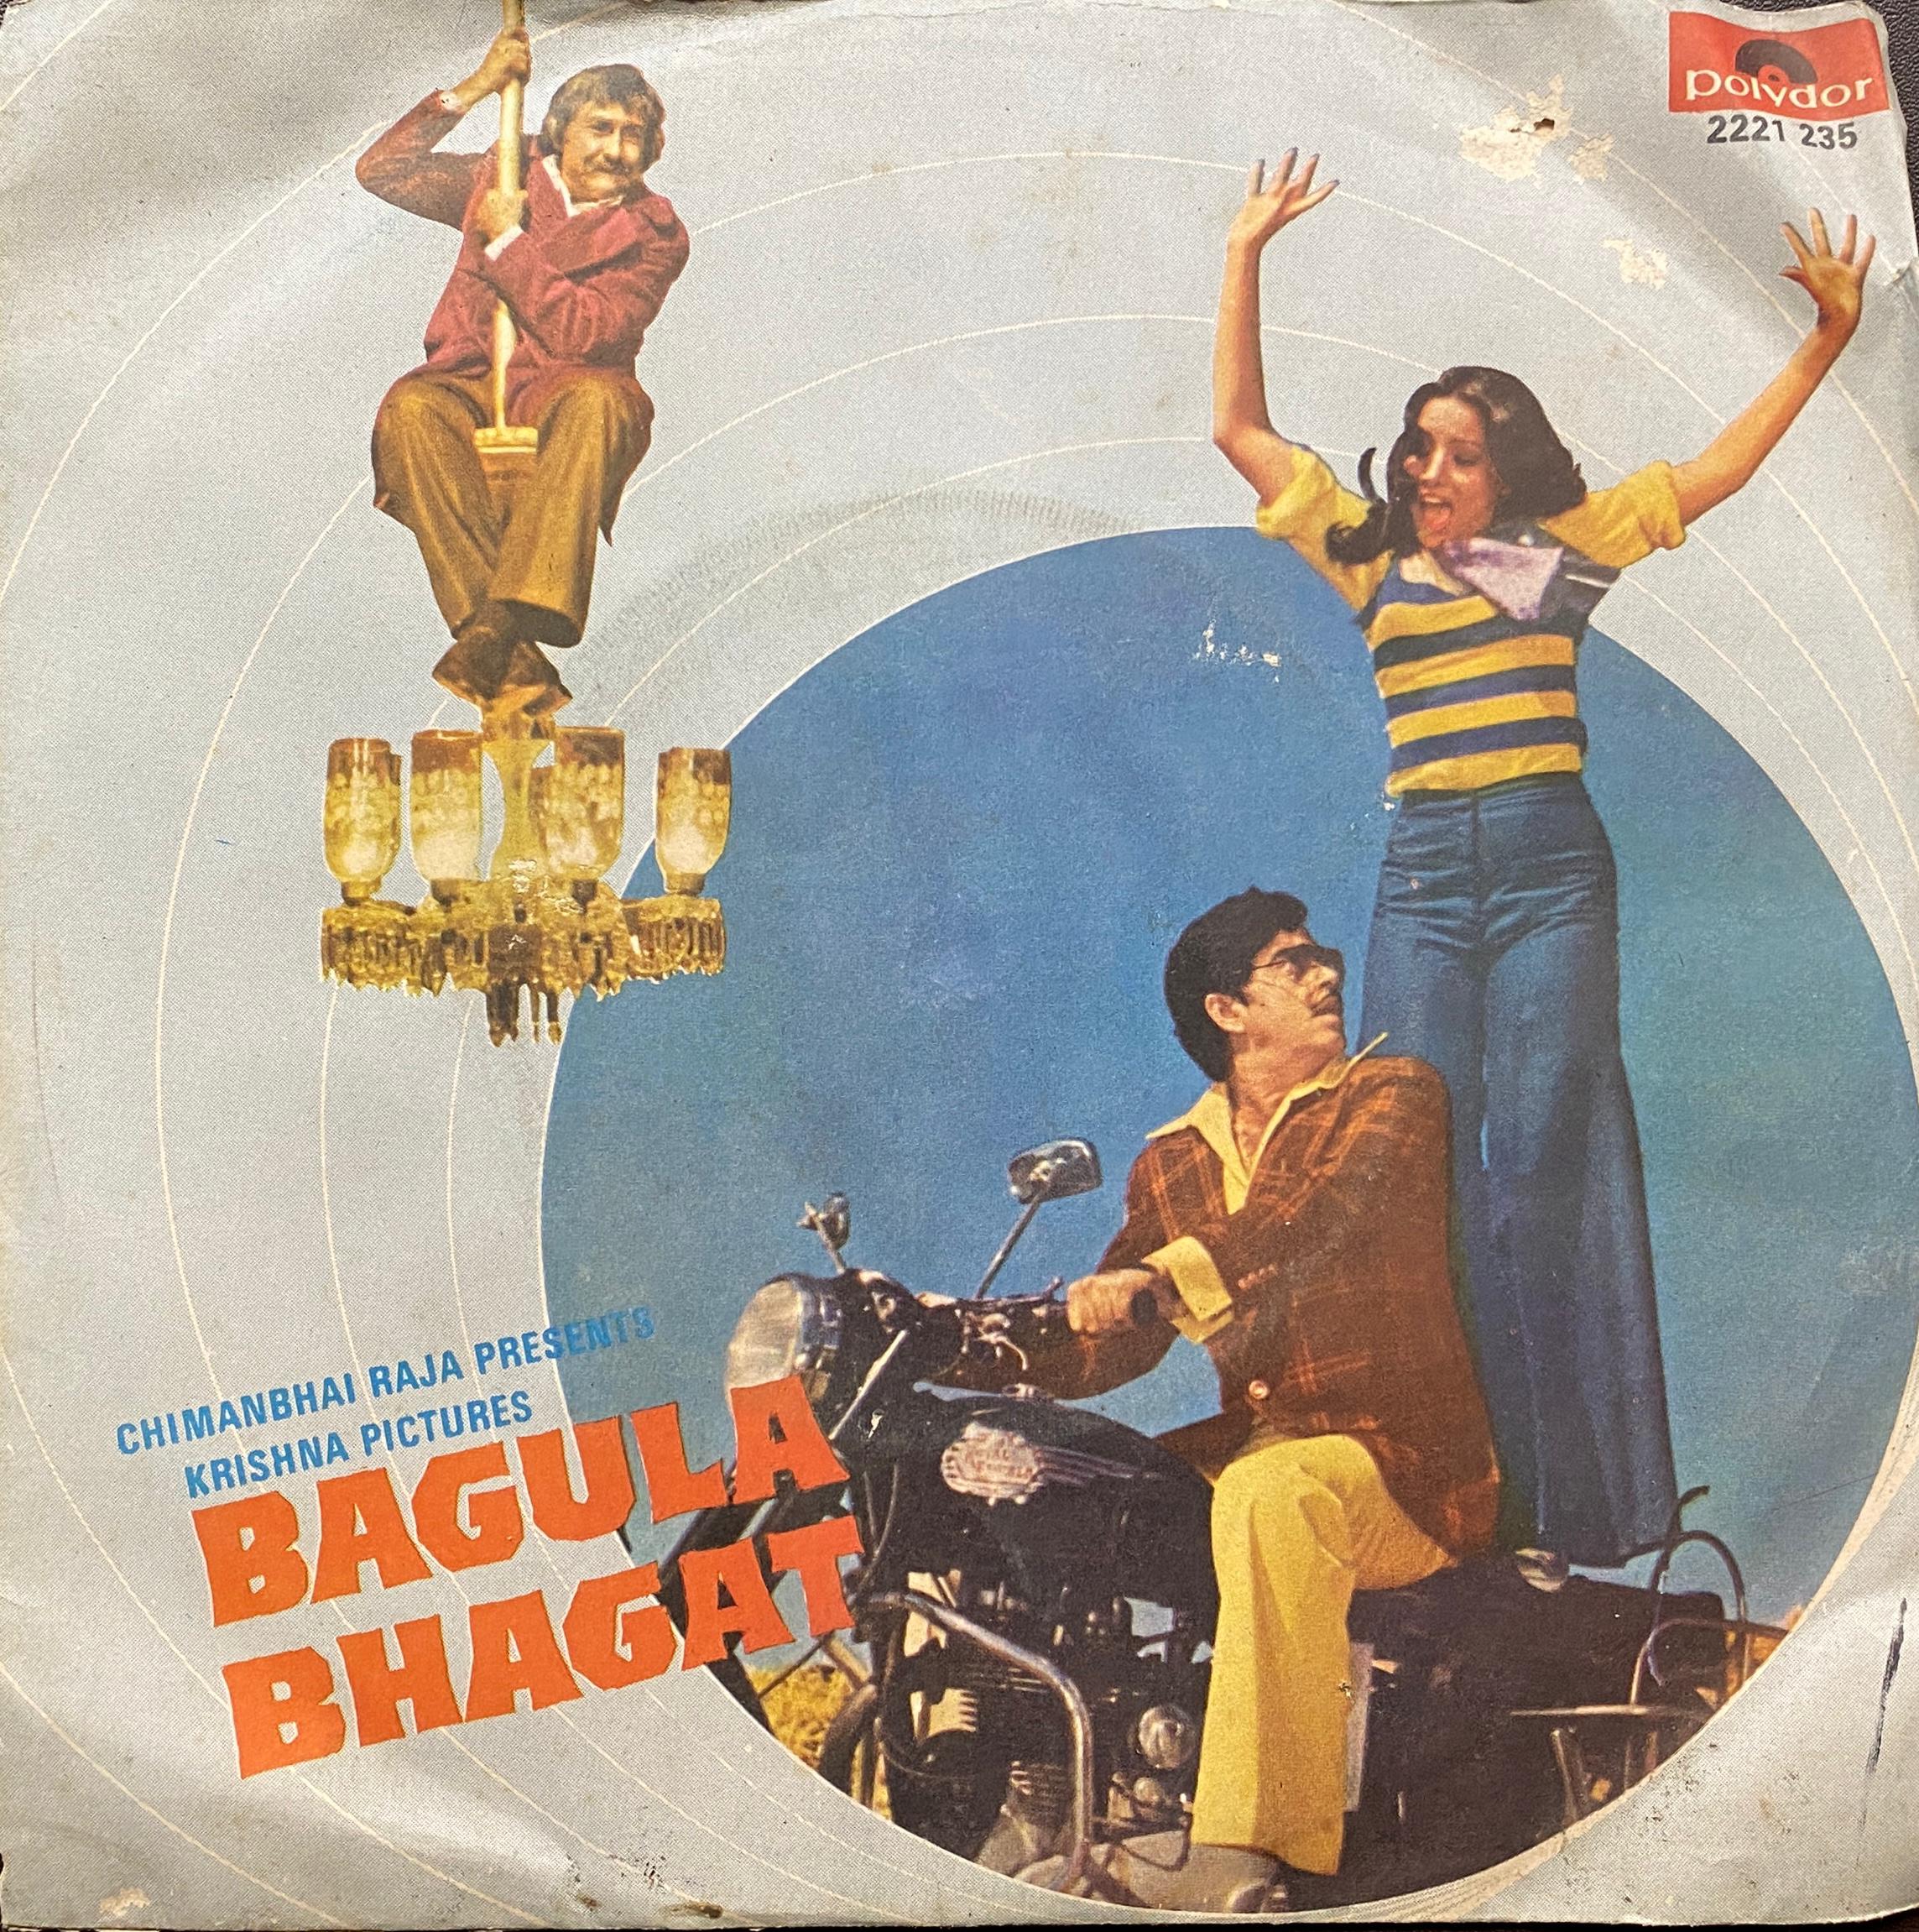 polydor
2221 235
CHIMANBHAI RAJA PRESENTS
KRISHNA PICTURES
BAGULA
BHAGAT